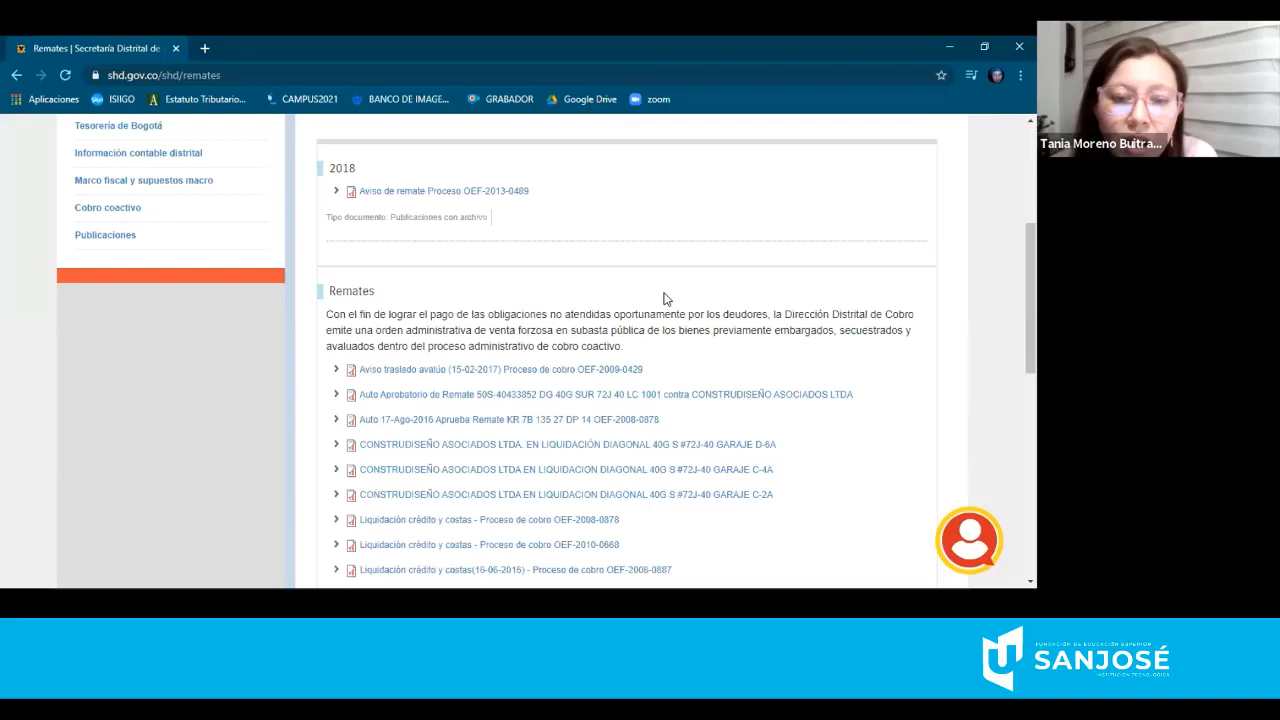 Remates | Secretaría Distrital de
shd.gov.co/shd/remates
Aplicaciones
ISIIGO
Estatuto Tributario...
CAMPUS2021
BANCO DE IMAGE...
GRABADOR
Google Drive
zoom
Tania Moreno Buitra...
Tesorería de Bogotá
Información contable distrital
Marco fiscal y supuestos macro
Cobro coactivo
Publicaciones
2018
Aviso de remate Proceso OEF-2013-0489
Tipo documento: Publicaciones con archivo
Remates
Con el fin de lograr el pago de las obligaciones no atendidas oportunamente por los deudores, la Dirección Distrital de Cobro
emite una orden administrativa de venta forzosa en subasta pública de los bienes previamente embargados, secuestrados y
avaluados dentro del proceso administrativo de cobro coactivo.
Aviso traslado avalúo (15-02-2017) Proceso de cobro OEF-2009-0429
Auto Aprobatorio de Remate 50S-40433852 DG 40G SUR 72J 40 LC 1001 contra CONSTRUDISEÑO ASOCIADOS LTDA
Auto 17-Ago-2016 Aprueba Remate KR 7B 135 27 DP 14 OEF-2008-0878
CONSTRUDISEÑO ASOCIADOS LTDA. EN LIQUIDACIÓN DIAGONAL 40G S #72J-40 GARAJE D-6A
CONSTRUDISEÑO ASOCIADOS LTDA EN LIQUIDACION DIAGONAL 40G S #72J-40 GARAJE C-4A
CONSTRUDISEÑO ASOCIADOS LTDA EN LIQUIDACION DIAGONAL 40G S #72J-40 GARAJE C-2A
Liquidación crédito y costas - Proceso de cobro OEF-2008-0878
Liquidación crédito y costas - Proceso de cobro OEF-2010-0668
Liquidación crédito y costas(16-06-2016) - Proceso de cobro OEF-2008-0887
FUNDACIÓN DE EDUCACIÓN SUPERIOR
SANJOSÉ
INSTITUCIÓN TECNOLÓGICA